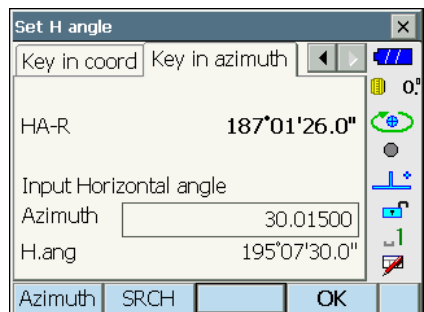 Set H angle
Key in coord Key in azimuth
0."
HA-R 187°01'26.0"
Input Horizontal angle
Azimuth 30.01500
H.ang 195°07'30.0"
1
Azimuth SRCH OK